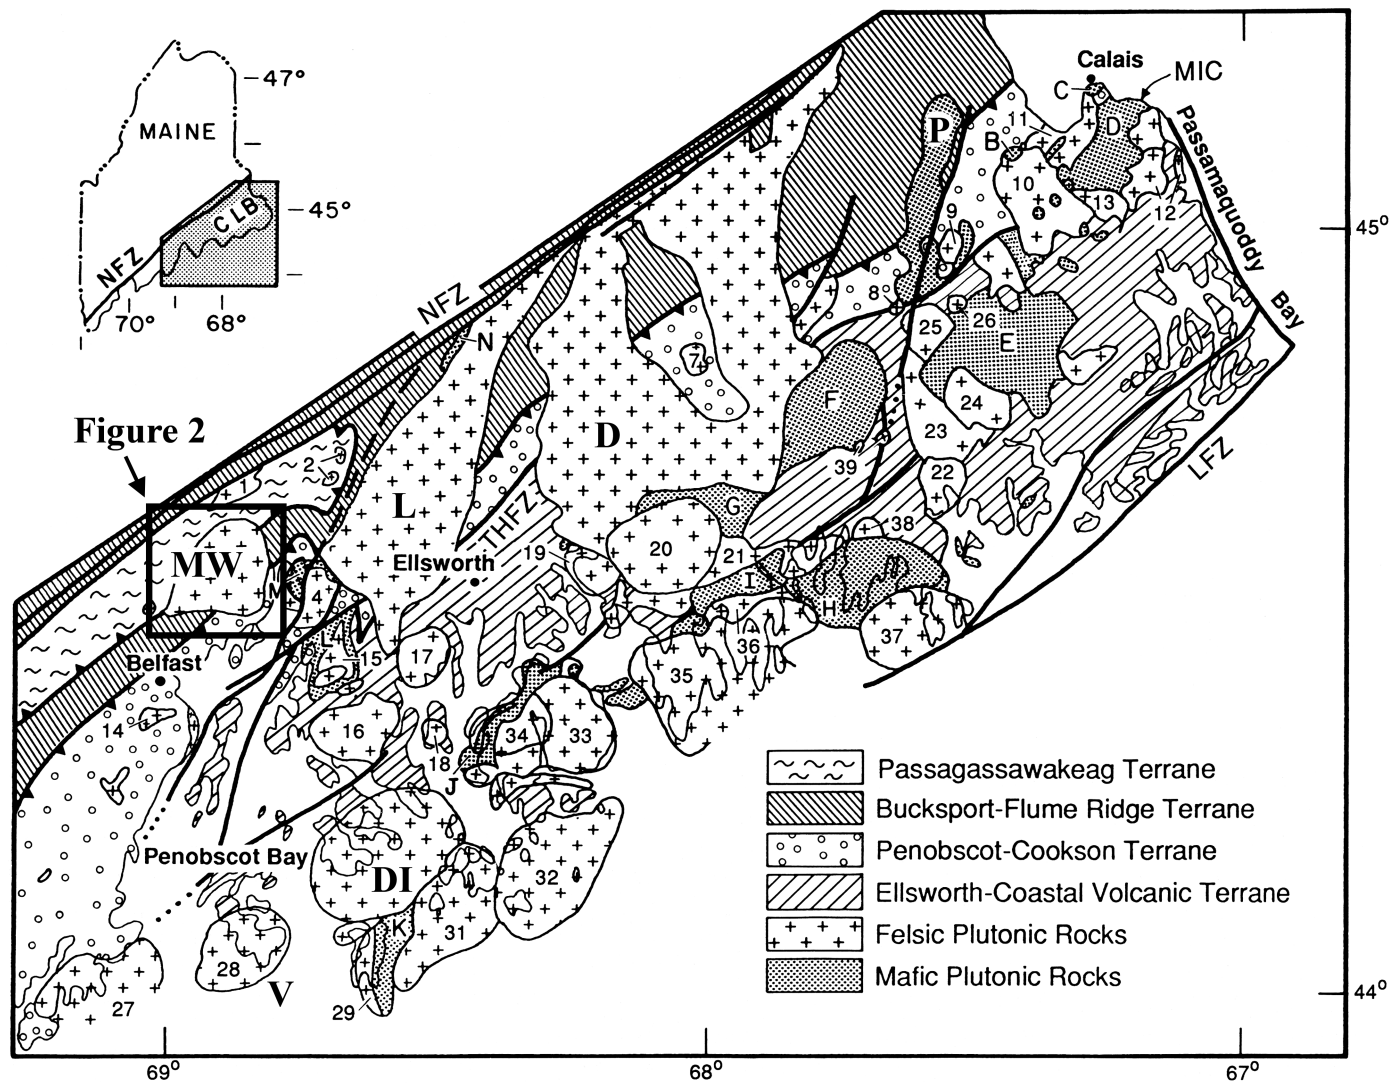 Calais
MIC
C
47°
MAINE
11
D
P
B
Passamaquoddy
10
45°
CLB
13
12
9
45°
NFZ
NFZ
8
Bay
70°
68°
25
26
N
E
7
F
24
Figure 2
D
23
2
39
22
LFZ
1
L
G
THFZ
38
MW
19
20
21
Ellsworth
I
M
4
H
37
L
15
17
36
Belfast
35
14
16
34
33
18
J
Passagassawakeag Terrane
Bucksport-Flume Ridge Terrane
Penobscot Bay
Penobscot-Cookson Terrane
DI
32
Ellsworth-Coastal Volcanic Terrane
K
31
Felsic Plutonic Rocks
28
Mafic Plutonic Rocks
V
44°
27
29
69°
68°
67°